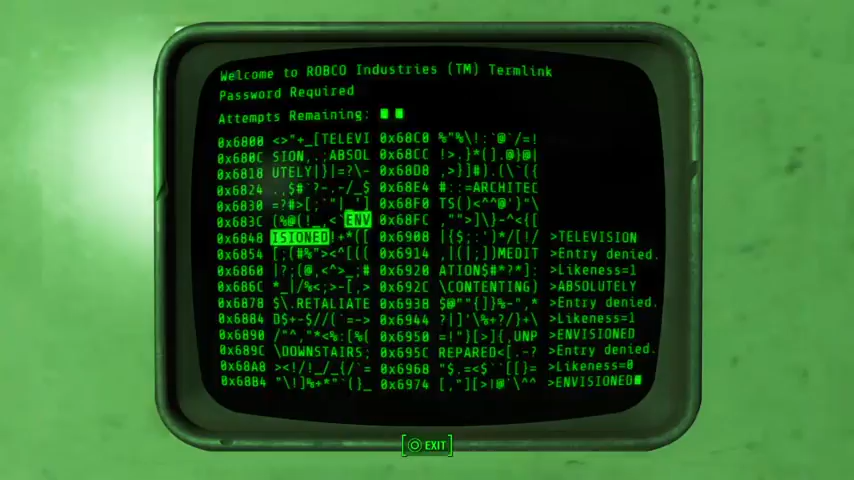 Welcome to ROBCO Industries (TM) Termlink
Password Required
Attempts Remaining:
0x6800 <>"+_[TELEVI 0x68C0 %"%\!:`@`/=!
0x680C SION,.;ABSOL 0x68CC !>.}*(].@}@|
0x6818 UTELY|}|=?\- 0x68D8 ,>}}]#).(\`({
0x6824 .,$#`?-.-/_$ 0x68E4 #::=ARCHITEC
0x6830 =?#>[;`"|_'] 0x68F0 TS()<^^@'}"\
0x683C (%@(!_,<`ENV 0x68FC ,"">]\}-^<{[
0x6848 ISIONED!+*([ 0x6908 |{$;:')*/[!/ >TELEVISION
0x6854 [;(#%"><^[(( 0x6914 ,|(|;])MEDIT >Entry denied.
0x6860 |?;(@,<^>_;# 0x6920 ATION$#*?*]: >Likeness=1
0x686C *_|/%<;>-[,> 0x692C \CONTENTING) >ABSOLUTELY
0x6878 $\.RETALIATE 0x6938 $@""{[}%-",* >Entry denied.
0x6884 D$+-$//(`=-> 0x6944 ?|]'\%+?/}+\ >Likeness=1
0x6890 /"^,"*<%:[%( 0x6950 =!"}[>]{,UNP >ENVISIONED
0x689C \DOWNSTAIRS; 0x695C REPARED<[.-? >Entry denied.
0x68A8 ><!/!_/_{/`= 0x6968 "$.=<$``[[}= >Likeness=0
0x68B4 "\!]%+*"`(}_ 0x6974 [,"][>!@`\^^ >ENVISIONED
EXIT